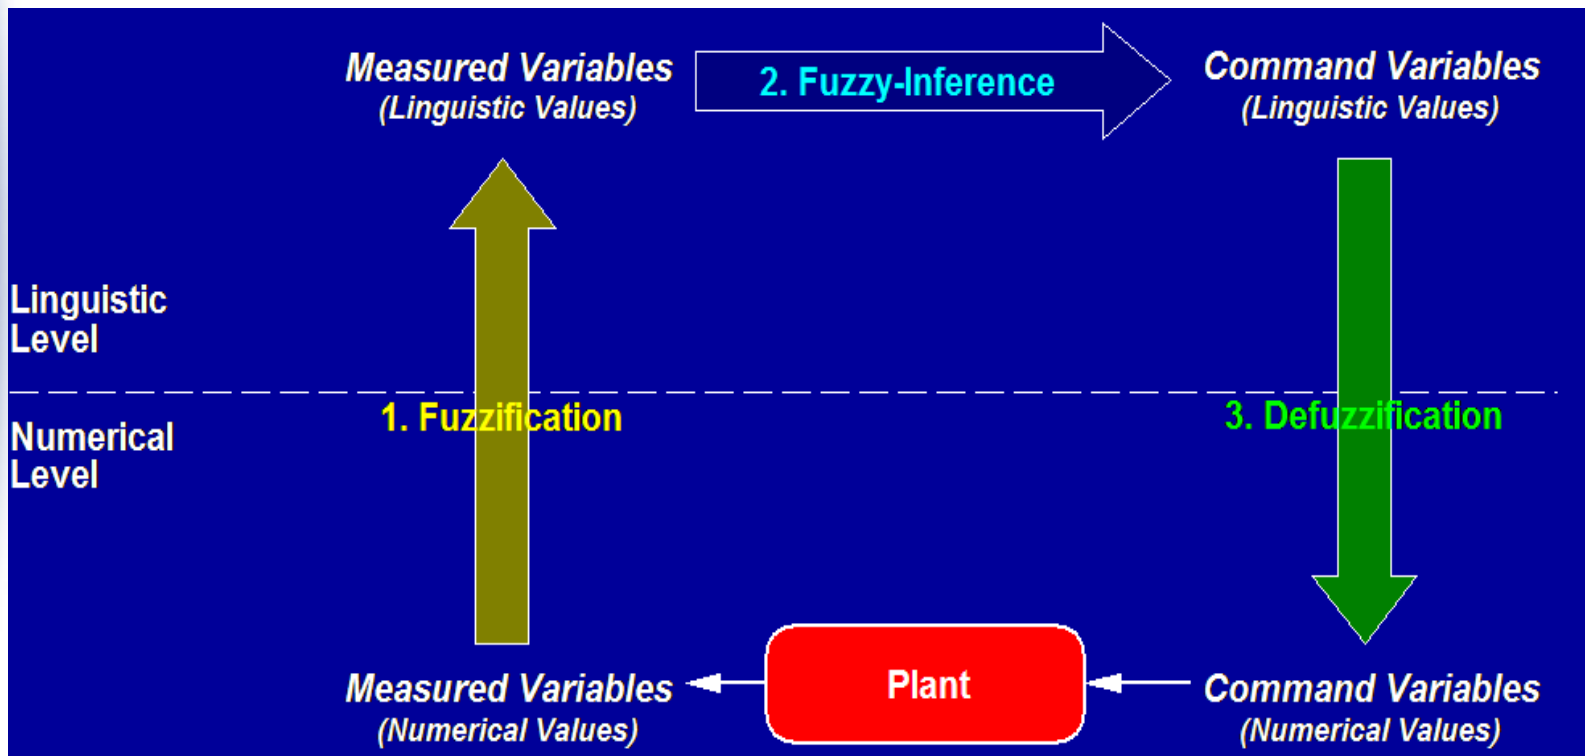 Measured Variables
(Linguistic Values)
2. Fuzzy-Inference
Command Variables
(Linguistic Values)
Linguistic
Level
1. Fuzzification
3. Defuzzification
Numerical
Level
Measured Variables
(Numerical Values)
Plant
Command Variables
(Numerical Values)